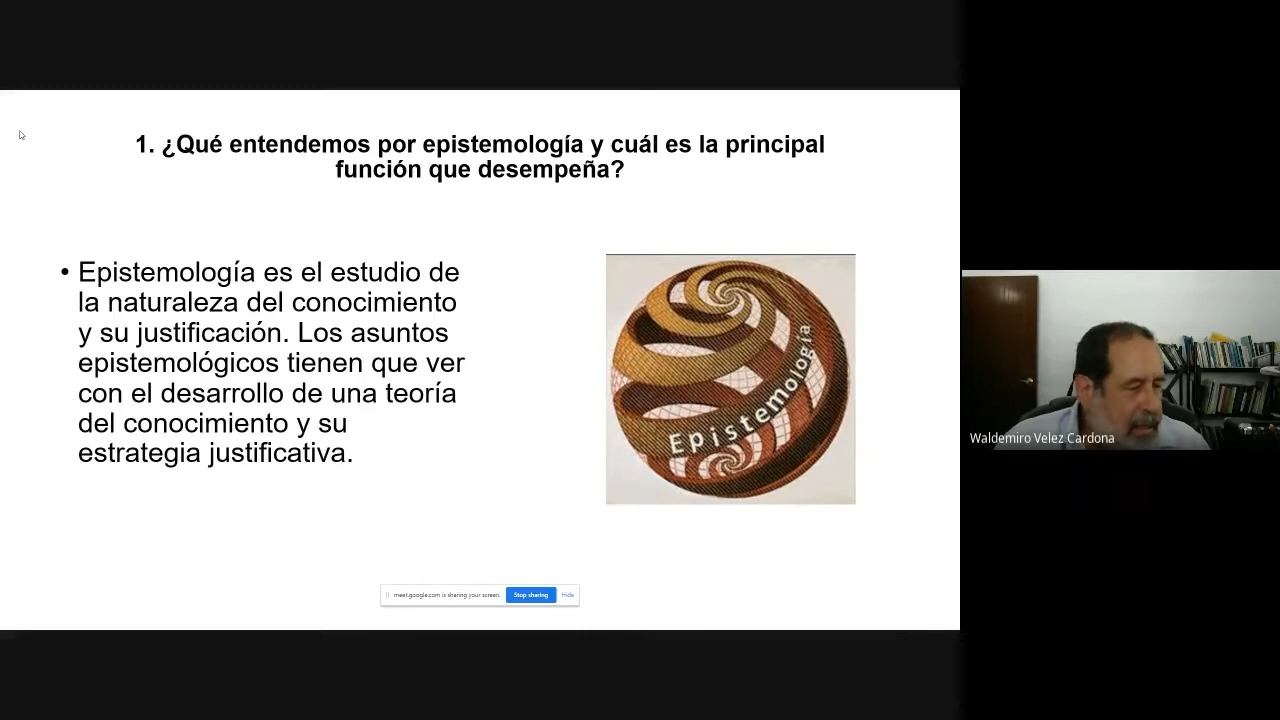 1. ¿Qué entendemos por epistemología y cuál es la principal
función que desempeña?
• Epistemología es el estudio de
la naturaleza del conocimiento
y su justificación. Los asuntos
epistemológicos tienen que ver
con el desarrollo de una teoría
del conocimiento y su
estrategia justificativa.
Epistemología
Waldemiro Velez Cardona
meet.google.com is sharing your screen. Stop sharing Hide